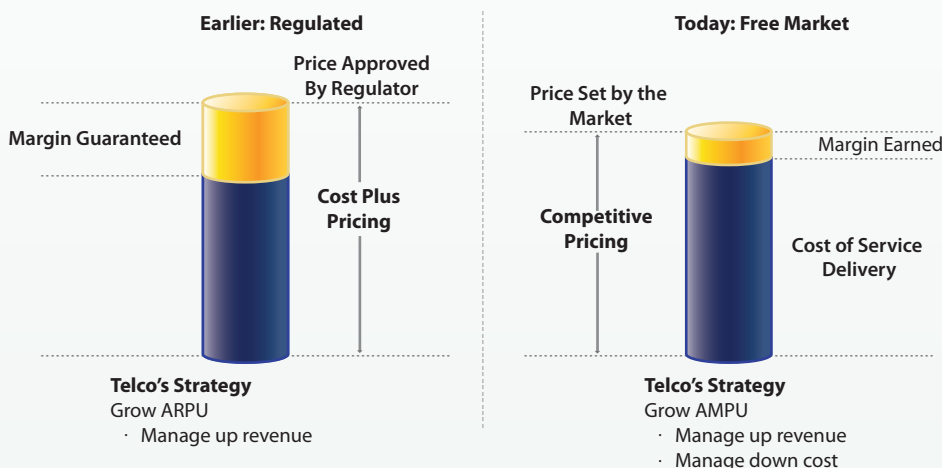 Earlier: Regulated
Price Approved
By Regulator
Margin Guaranteed
Cost Plus
Pricing
Telco’s Strategy
Grow ARPU
· Manage up revenue
Today: Free Market
Price Set by the
Market
Margin Earned
Competitive
Pricing
Cost of Service
Delivery
Telco’s Strategy
Grow AMPU
· Manage up revenue
· Manage down cost